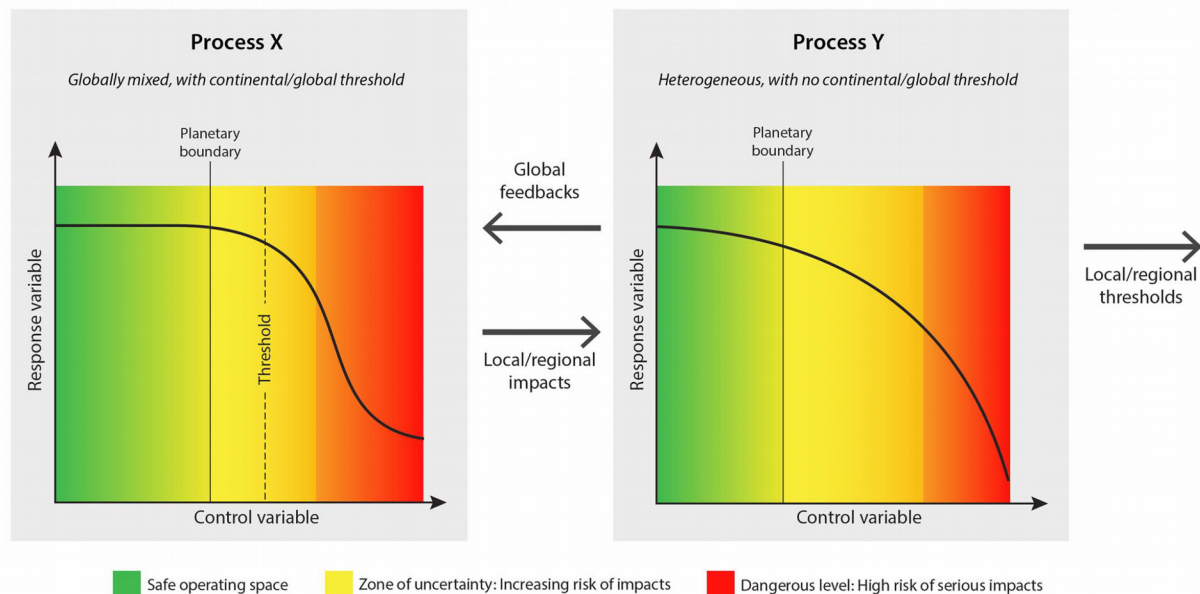 Process X
Globally mixed, with continental/global threshold
Planetary
boundary
Response variable
Threshold
Control variable
Global
feedbacks
Local/regional
impacts
Process Y
Heterogeneous, with no continental/global threshold
Planetary
boundary
Response variable
Control variable
Local/regional
thresholds
Safe operating space
Zone of uncertainty: Increasing risk of impacts
Dangerous level: High risk of serious impacts